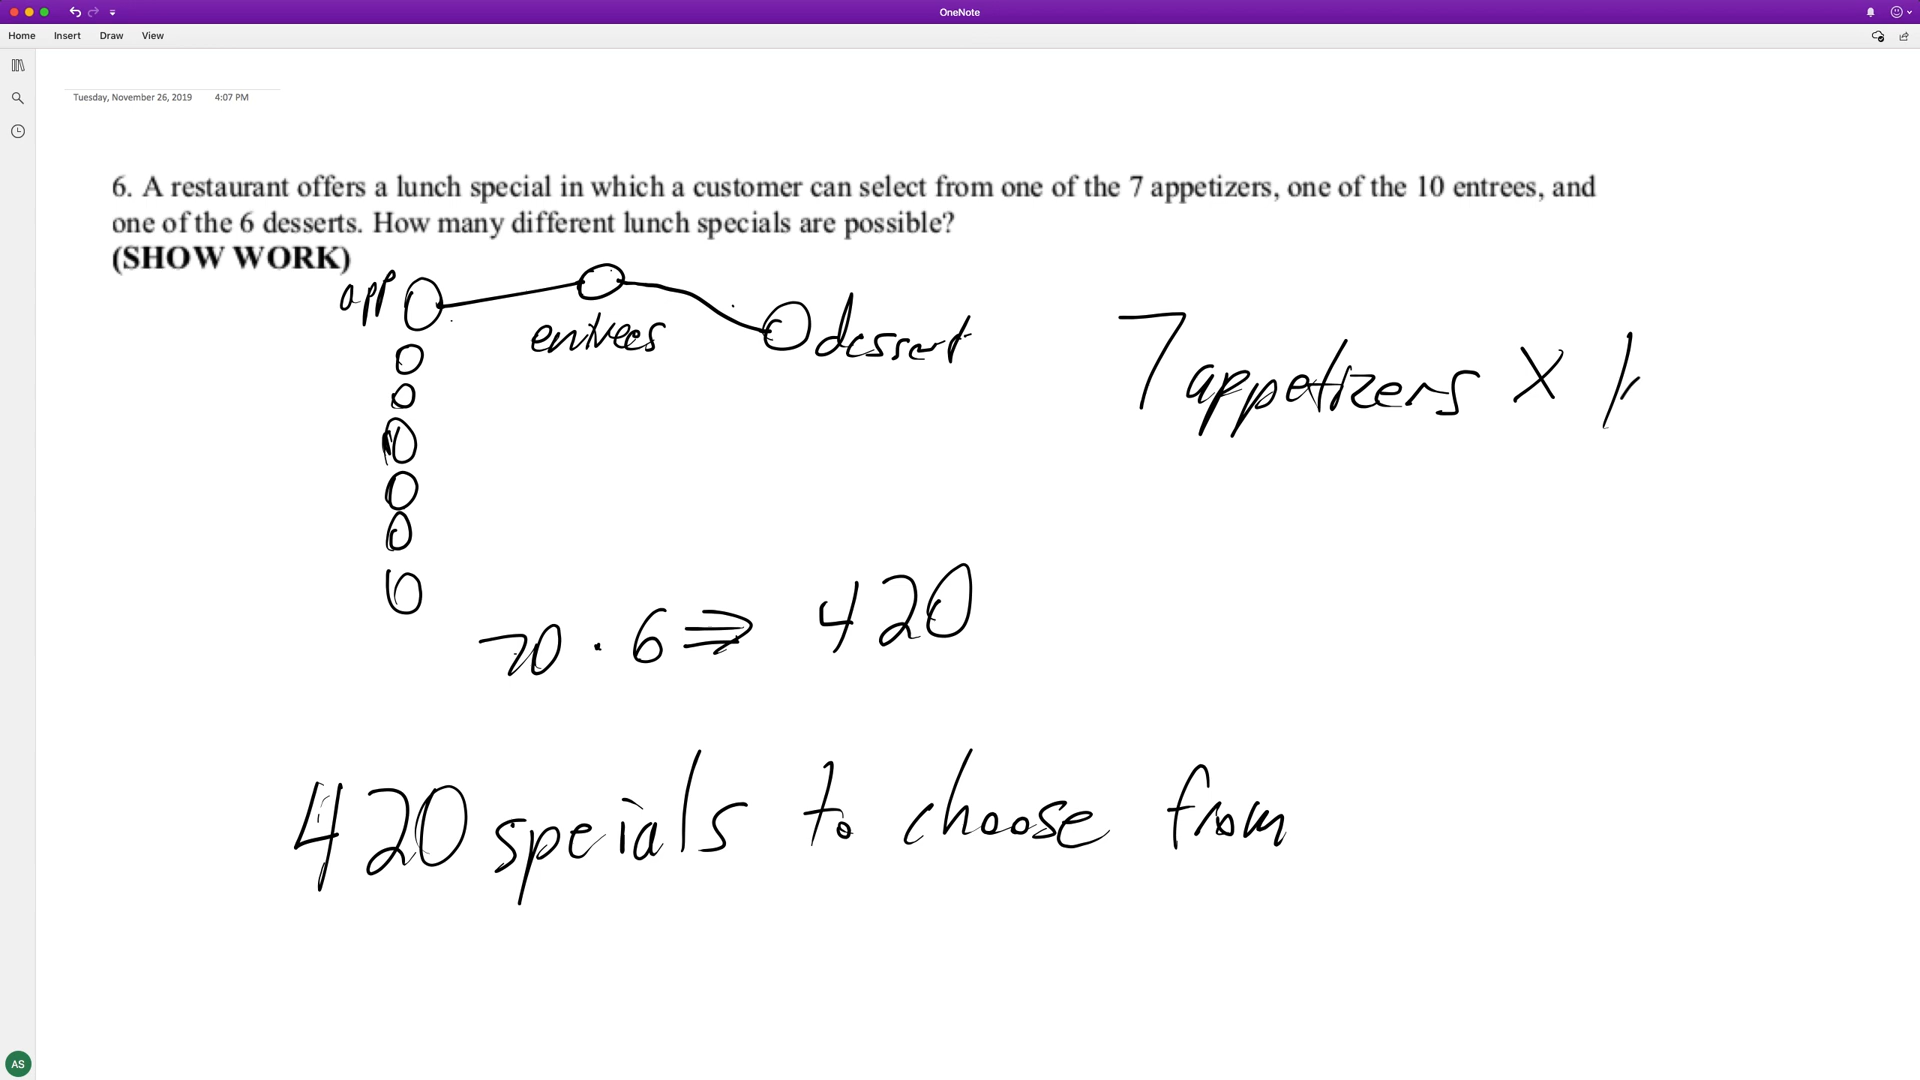 OneNote
Home Insert Draw View
Tuesday, November 26, 2019 4:07 PM
6. A restaurant offers a lunch special in which a customer can select from one of the 7 appetizers, one of the 10 entrees, and
one of the 6 desserts. How many different lunch specials are possible?
(SHOW WORK)
app
entrees
dessert
7 appetizers x 1
70 · 6 ⇒ 420
420 speials to choose from
AS